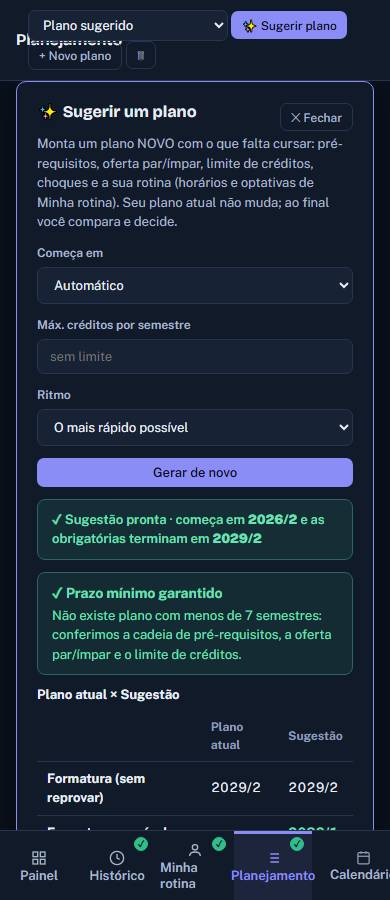 Plano sugerido
✨ Sugerir plano
Planejamento
+ Novo plano
✨ Sugerir um plano
Fechar
Monta um plano NOVO com o que falta cursar: pré-
requisitos, oferta par/ímpar, limite de créditos,
choques e a sua rotina (horários e optativas de
Minha rotina). Seu plano atual não muda; ao final
você compara e decide.
Começa em
Automático
Máx. créditos por semestre
sem limite
Ritmo
O mais rápido possível
Gerar de novo
✓ Sugestão pronta · começa em 2026/2 e as
obrigatórias terminam em 2029/2
✓ Prazo mínimo garantido
Não existe plano com menos de 7 semestres:
conferimos a cadeia de pré-requisitos, a oferta
par/ímpar e o limite de créditos.
Plano atual × Sugestão
Plano
atual
Sugestão
Formatura (sem
reprovar)
2029/2
2029/2
Painel
Histórico
Minha
rotina
Planejamento
Calendári